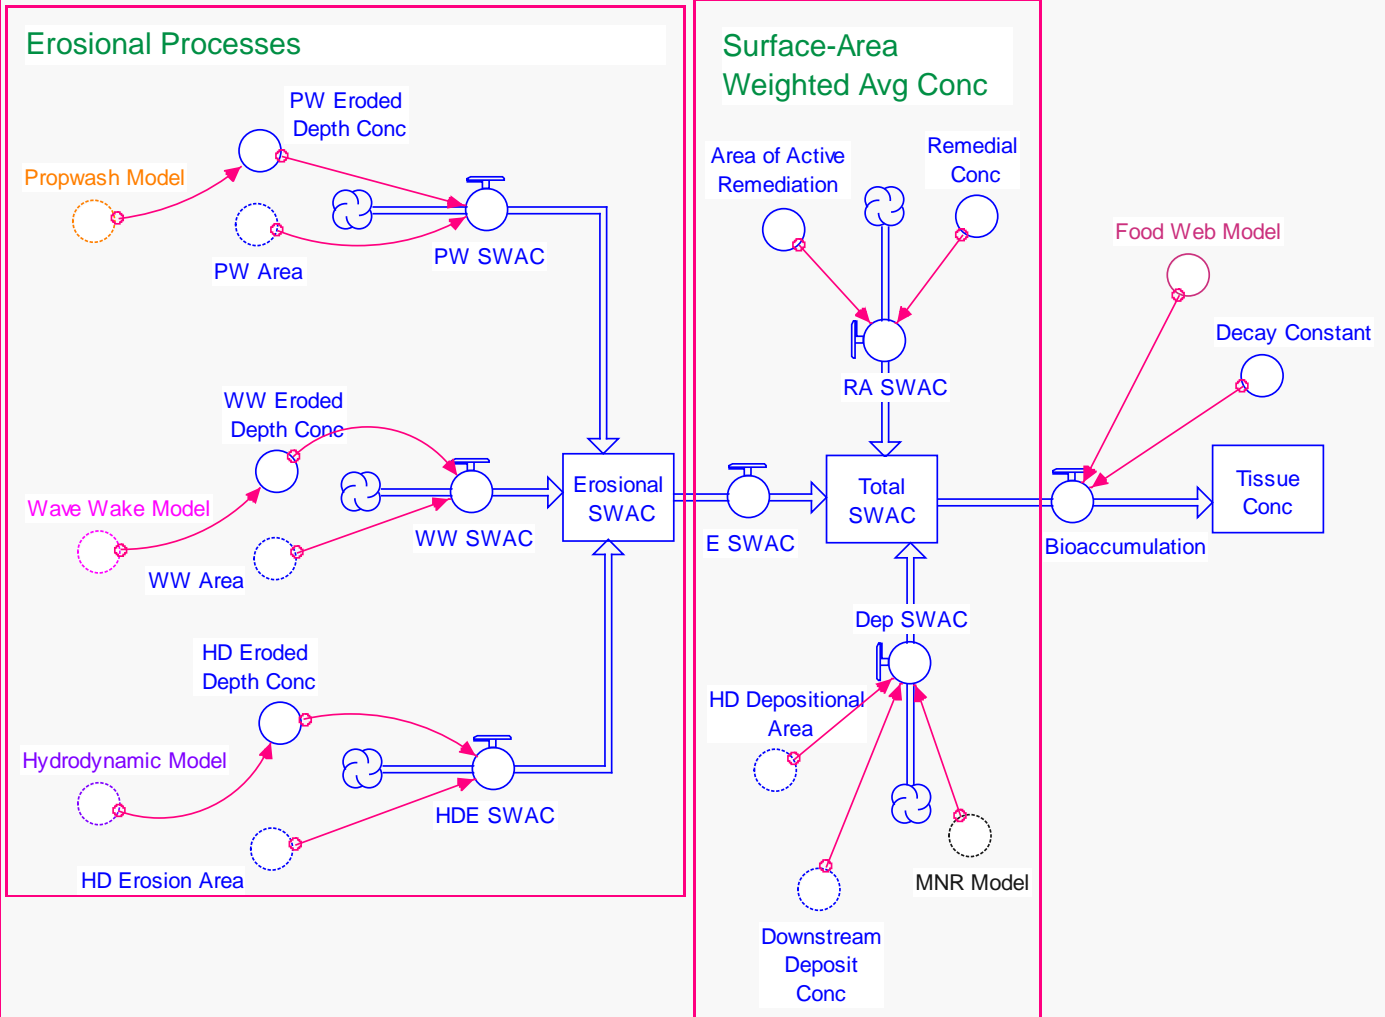 Erosional Processes
PW Eroded
Depth Conc
Propwash Model
PW Area
PW SWAC
WW Eroded
Depth Conc
Wave Wake Model
WW Area
WW SWAC
Erosional
SWAC
HD Eroded
Depth Conc
Hydrodynamic Model
HDE SWAC
HD Erosion Area
Surface-Area
Weighted Avg Conc
Area of Active
Remediation
Remedial
Conc
RA SWAC
E SWAC
Total
SWAC
Dep SWAC
HD Depositional
Area
MNR Model
Downstream
Deposit
Conc
Food Web Model
Decay Constant
Bioaccumulation
Tissue
Conc